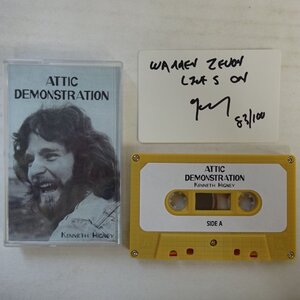 ATTIC
DEMONSTRATION
KENNETH HIGNEY
WARREN ZEVON
LIVES ON
83/100
ATTIC
DEMONSTRATION
KENNETH HIGNEY
SIDE A